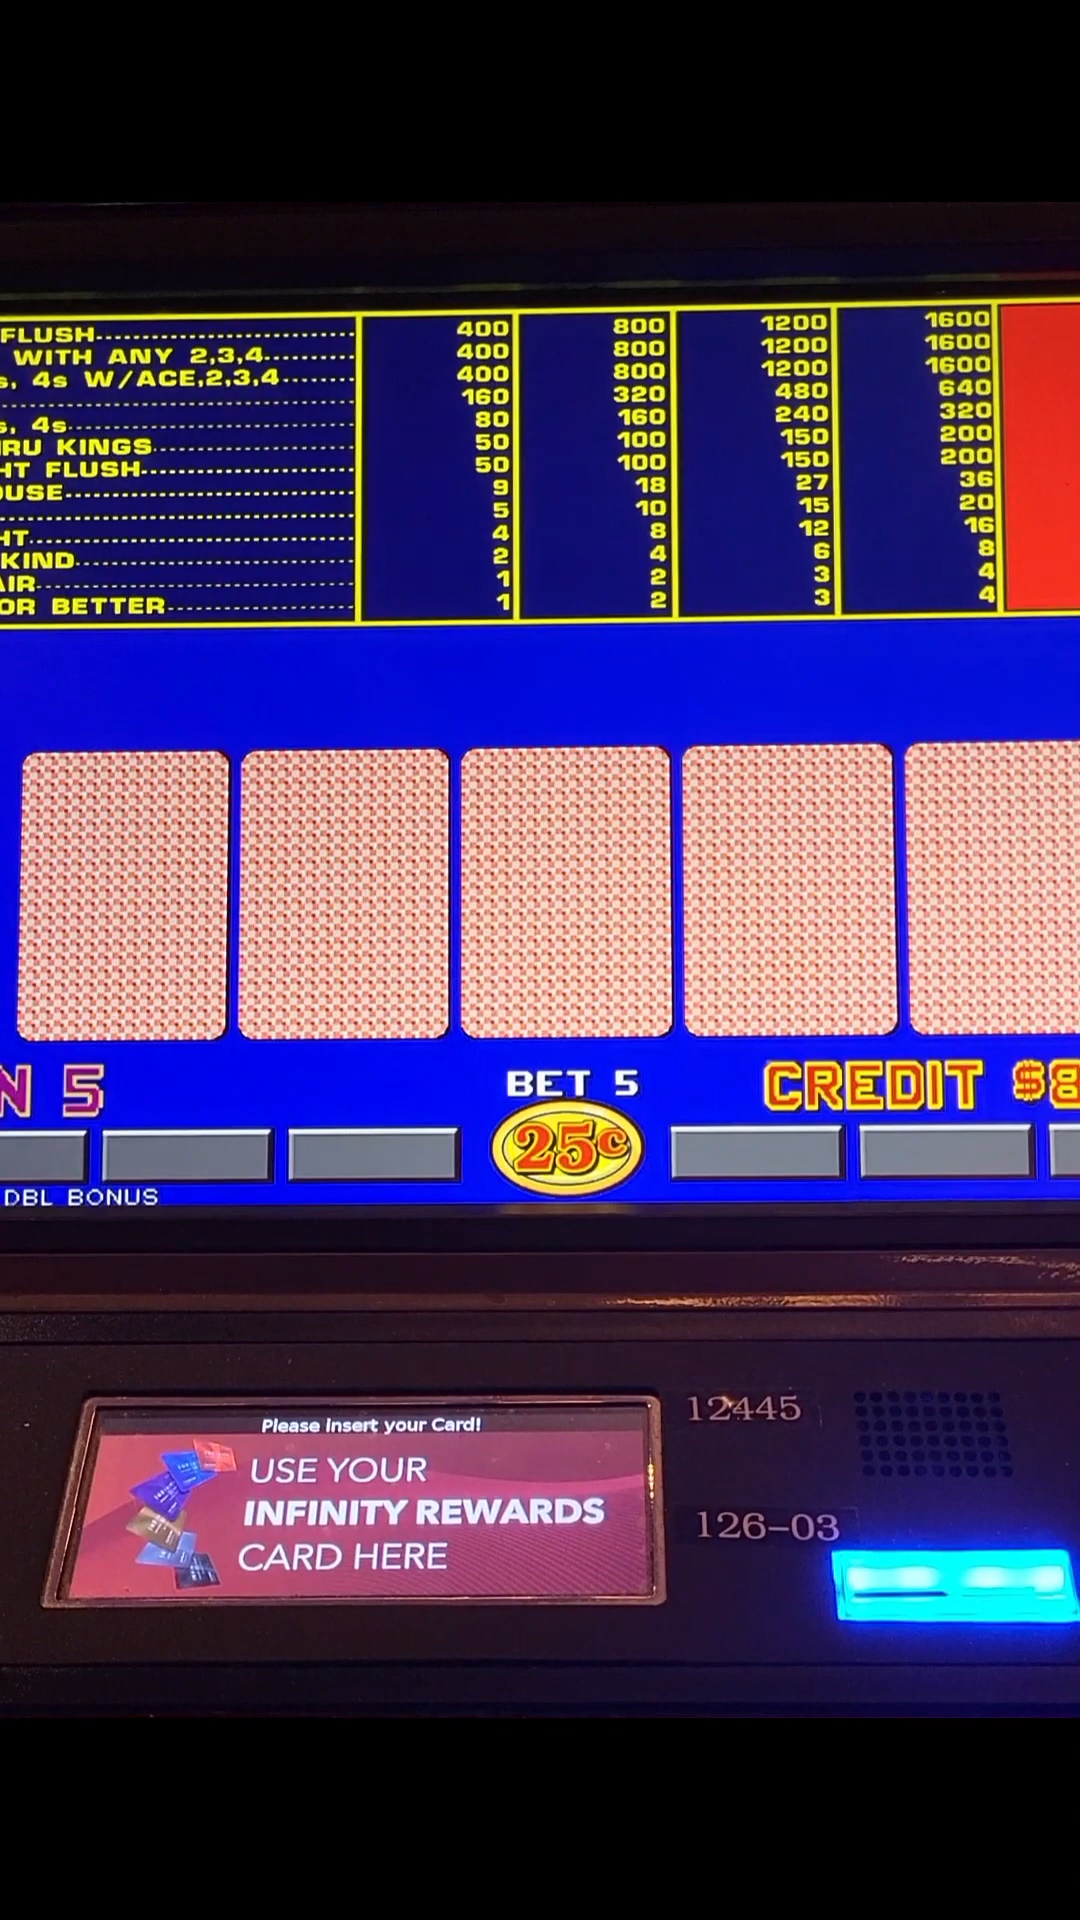 FLUSH 400 800 1200 1600
WITH ANY 2,3,4 400 800 1200 1600
s, 4s W/ACE,2,3,4 400 800 1200 1600
160 320 480 640
s, 4s 80 160 240 320
RU KINGS 50 100 150 200
HT FLUSH 50 100 150 200
OUSE 9 18 27 36
5 10 15 20
HT 4 8 12 16
KIND 2 4 6 8
AIR 1 2 3 4
OR BETTER 1 2 3 4
N 5
BET 5
CREDIT $8
25¢
DBL BONUS
Please insert your Card!
USE YOUR
INFINITY REWARDS
CARD HERE
12445
126-03